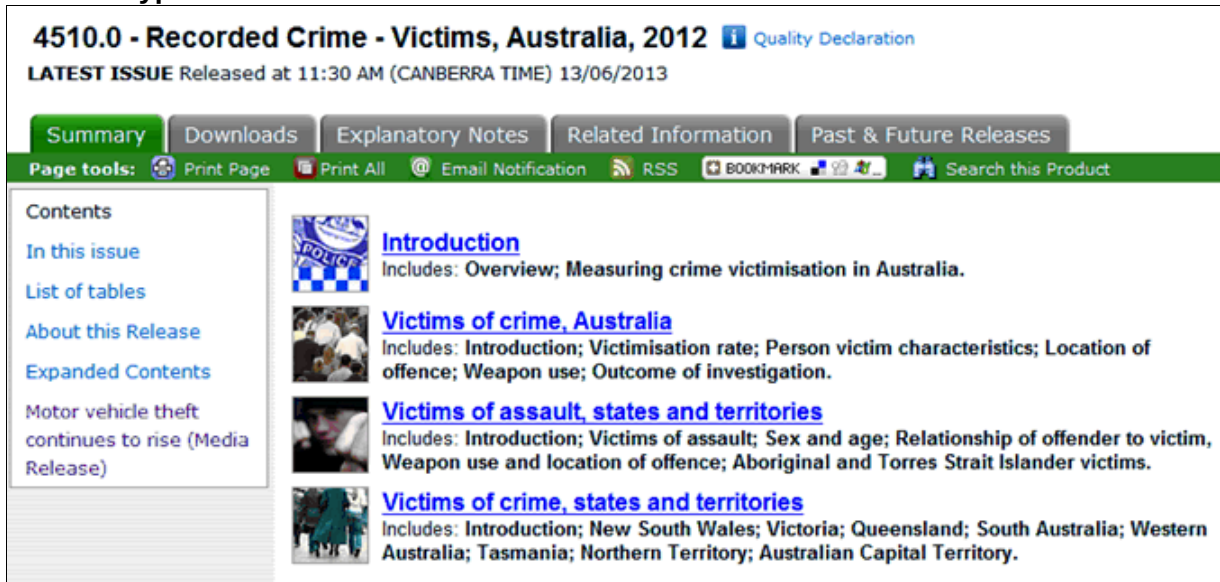 4510.0 - Recorded Crime - Victims, Australia, 2012 i Quality Declaration
LATEST ISSUE Released at 11:30 AM (CANBERRA TIME) 13/06/2013
Summary Downloads Explanatory Notes Related Information Past & Future Releases
Page tools: Print Page Print All @ Email Notification RSS BOOKMARK Search this Product
Contents
In this issue
List of tables
About this Release
Expanded Contents
Motor vehicle theft
continues to rise (Media
Release)
POLICE
Introduction
Includes: Overview; Measuring crime victimisation in Australia.
Victims of crime, Australia
Includes: Introduction; Victimisation rate; Person victim characteristics; Location of
offence; Weapon use; Outcome of investigation.
Victims of assault, states and territories
Includes: Introduction; Victims of assault; Sex and age; Relationship of offender to victim,
Weapon use and location of offence; Aboriginal and Torres Strait Islander victims.
Victims of crime, states and territories
Includes: Introduction; New South Wales; Victoria; Queensland; South Australia; Western
Australia; Tasmania; Northern Territory; Australian Capital Territory.